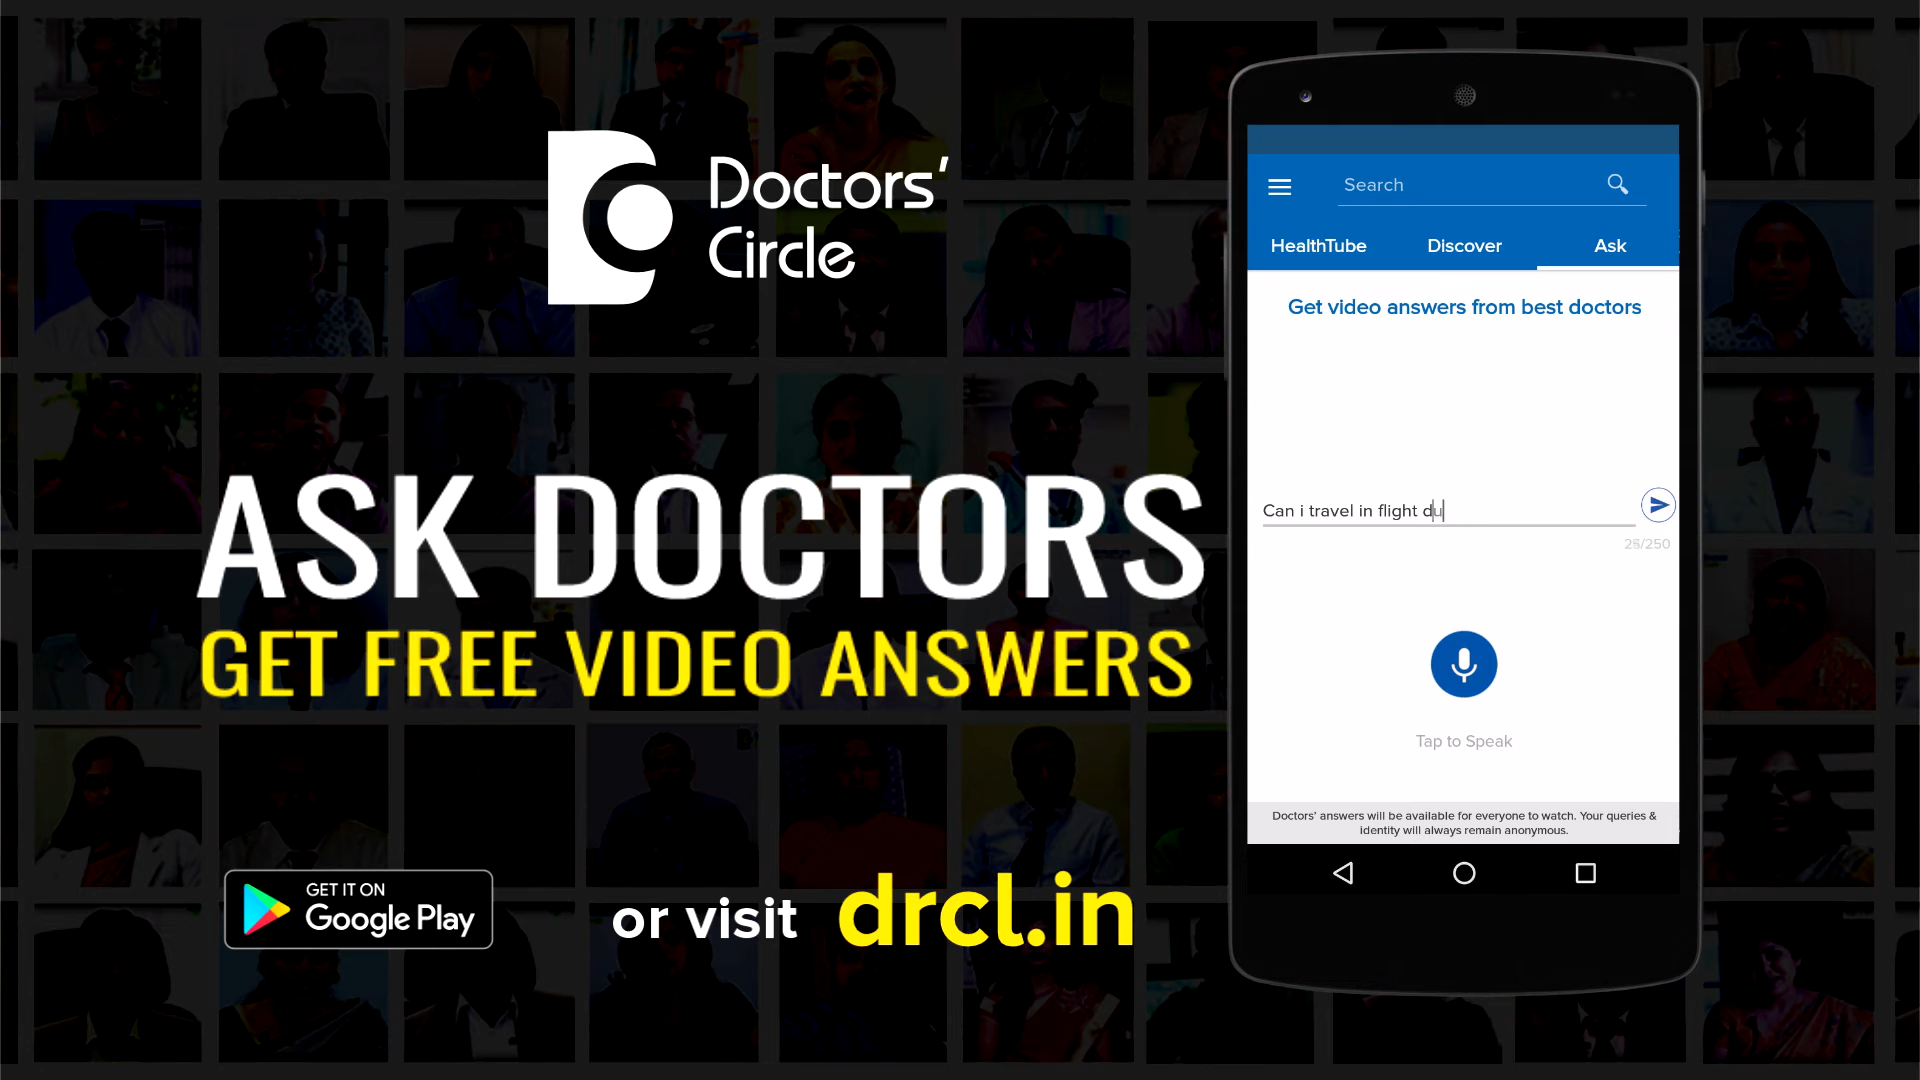 Doctors'
Circle
ASK DOCTORS
GET FREE VIDEO ANSWERS
GET IT ON
Google Play
or visit drcl.in
Search
HealthTube Discover Ask
Get video answers from best doctors
Can i travel in flight du
/250
Tap to Speak
Doctors' answers will be available for everyone to watch. Your queries &
identity will always remain anonymous.